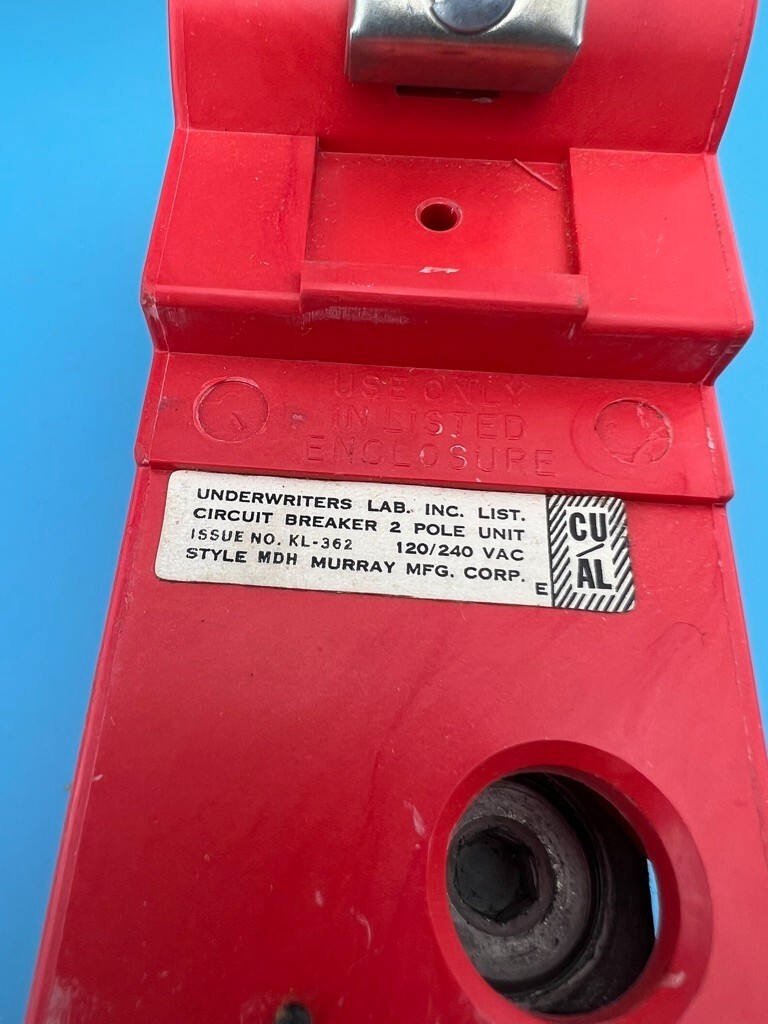 USE ONLY
IN LISTED
ENCLOSURE
UNDERWRITERS LAB. INC. LIST.
CIRCUIT BREAKER 2 POLE UNIT
ISSUE NO. KL-362 120/240 VAC
STYLE MDH MURRAY MFG. CORP. E
CU/AL